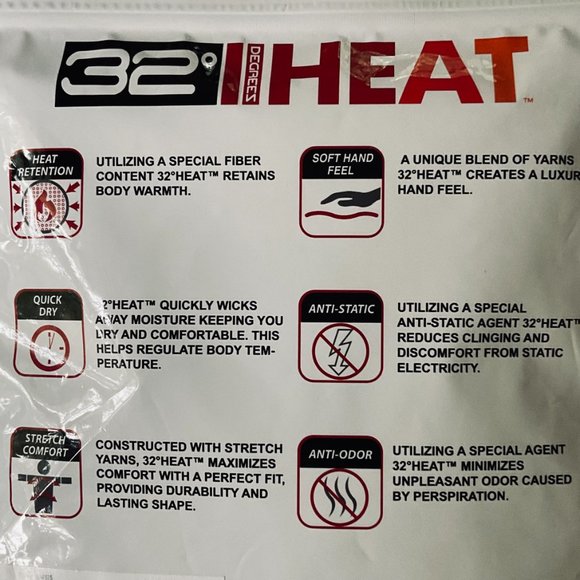 32° DEGREES HEAT™
HEAT
RETENTION
UTILIZING A SPECIAL FIBER
CONTENT 32°HEAT™ RETAINS
BODY WARMTH.
SOFT HAND
FEEL
A UNIQUE BLEND OF YARNS
32°HEAT™ CREATES A LUXUR
HAND FEEL.
QUICK
DRY
2°HEAT™ QUICKLY WICKS
AWAY MOISTURE KEEPING YOU
DRY AND COMFORTABLE. THIS
HELPS REGULATE BODY TEM-
PERATURE.
ANTI-STATIC
UTILIZING A SPECIAL
ANTI-STATIC AGENT 32°HEAT™
REDUCES CLINGING AND
DISCOMFORT FROM STATIC
ELECTRICITY.
STRETCH
COMFORT
CONSTRUCTED WITH STRETCH
YARNS, 32°HEAT™ MAXIMIZES
COMFORT WITH A PERFECT FIT,
PROVIDING DURABILITY AND
LASTING SHAPE.
ANTI-ODOR
UTILIZING A SPECIAL AGENT
32°HEAT™ MINIMIZES
UNPLEASANT ODOR CAUSED
BY PERSPIRATION.